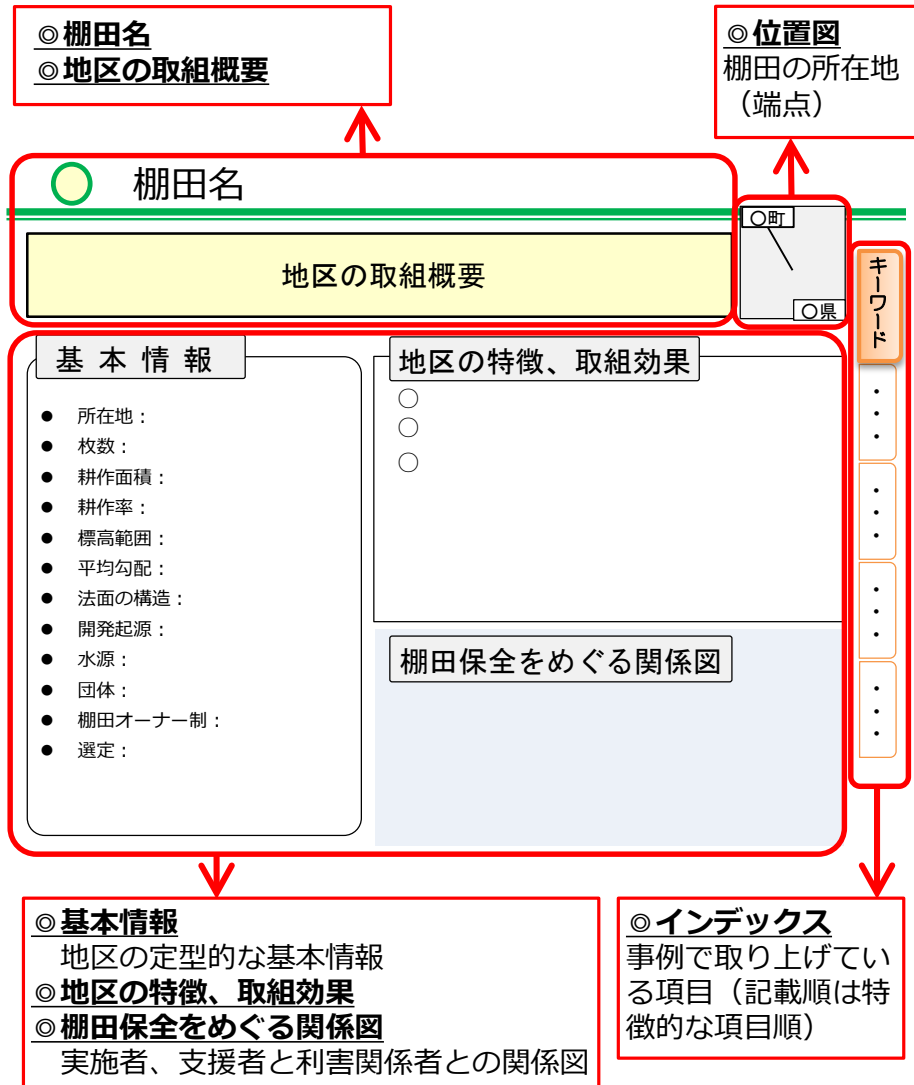 ◎棚田名
◎地区の取組概要
◎位置図
棚田の所在地
（端点）
棚田名
地区の取組概要
〇町
〇県
キーワード
・・・
・・・
・・・
・・・
基本情報
● 所在地：
● 枚数：
● 耕作面積：
● 耕作率：
● 標高範囲：
● 平均勾配：
● 法面の構造：
● 開発起源：
● 水源：
● 団体：
● 棚田オーナー制：
● 選定：
地区の特徴、取組効果
〇
〇
〇
棚田保全をめぐる関係図
◎基本情報
地区の定型的な基本情報
◎地区の特徴、取組効果
◎棚田保全をめぐる関係図
実施者、支援者と利害関係者との関係図
◎インデックス
事例で取り上げてい
る項目（記載順は特
徴的な項目順）